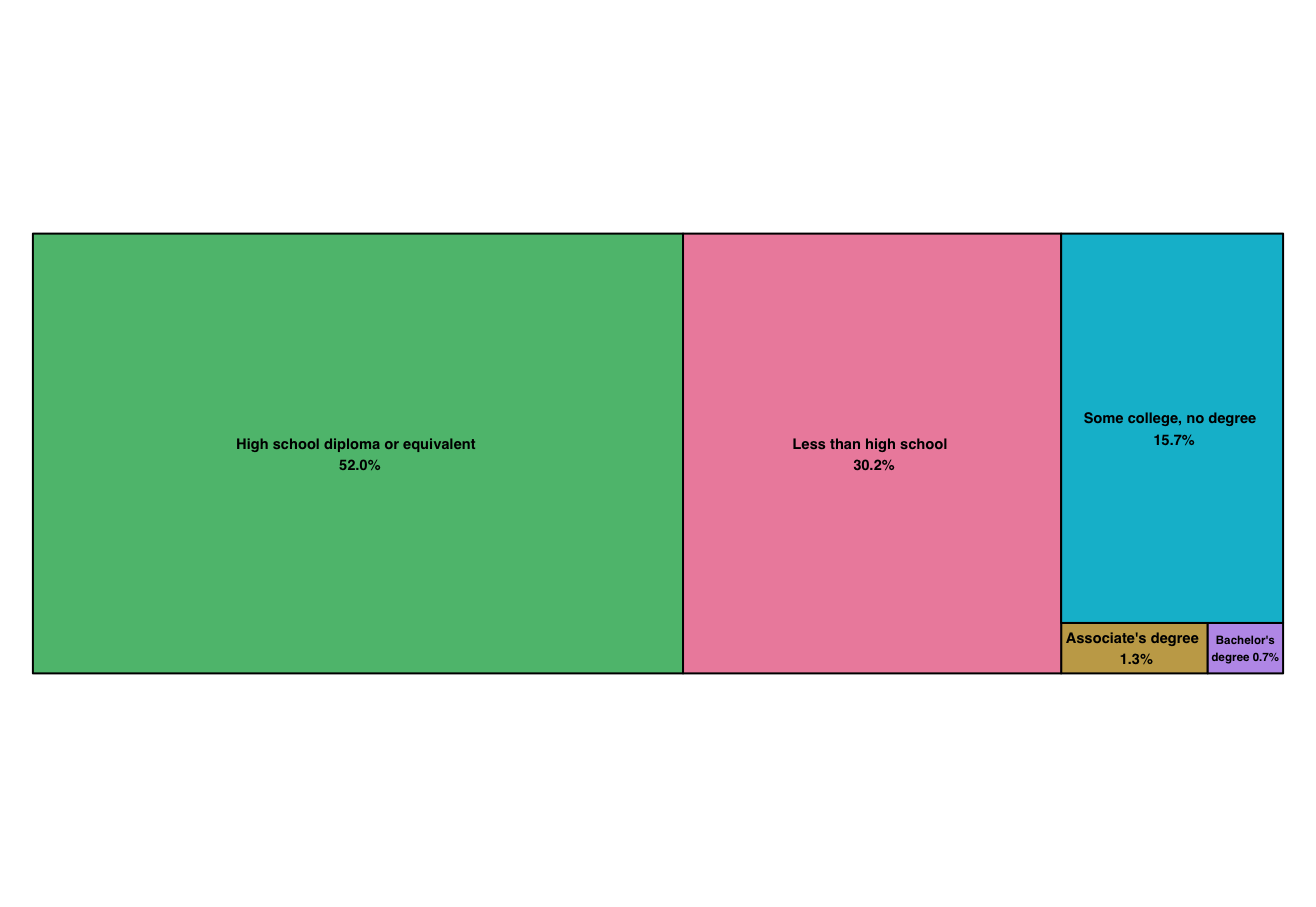 High school diploma or equivalent
52.0%
Less than high school
30.2%
Some college, no degree
15.7%
Associate's degree
1.3%
Bachelor's
degree 0.7%